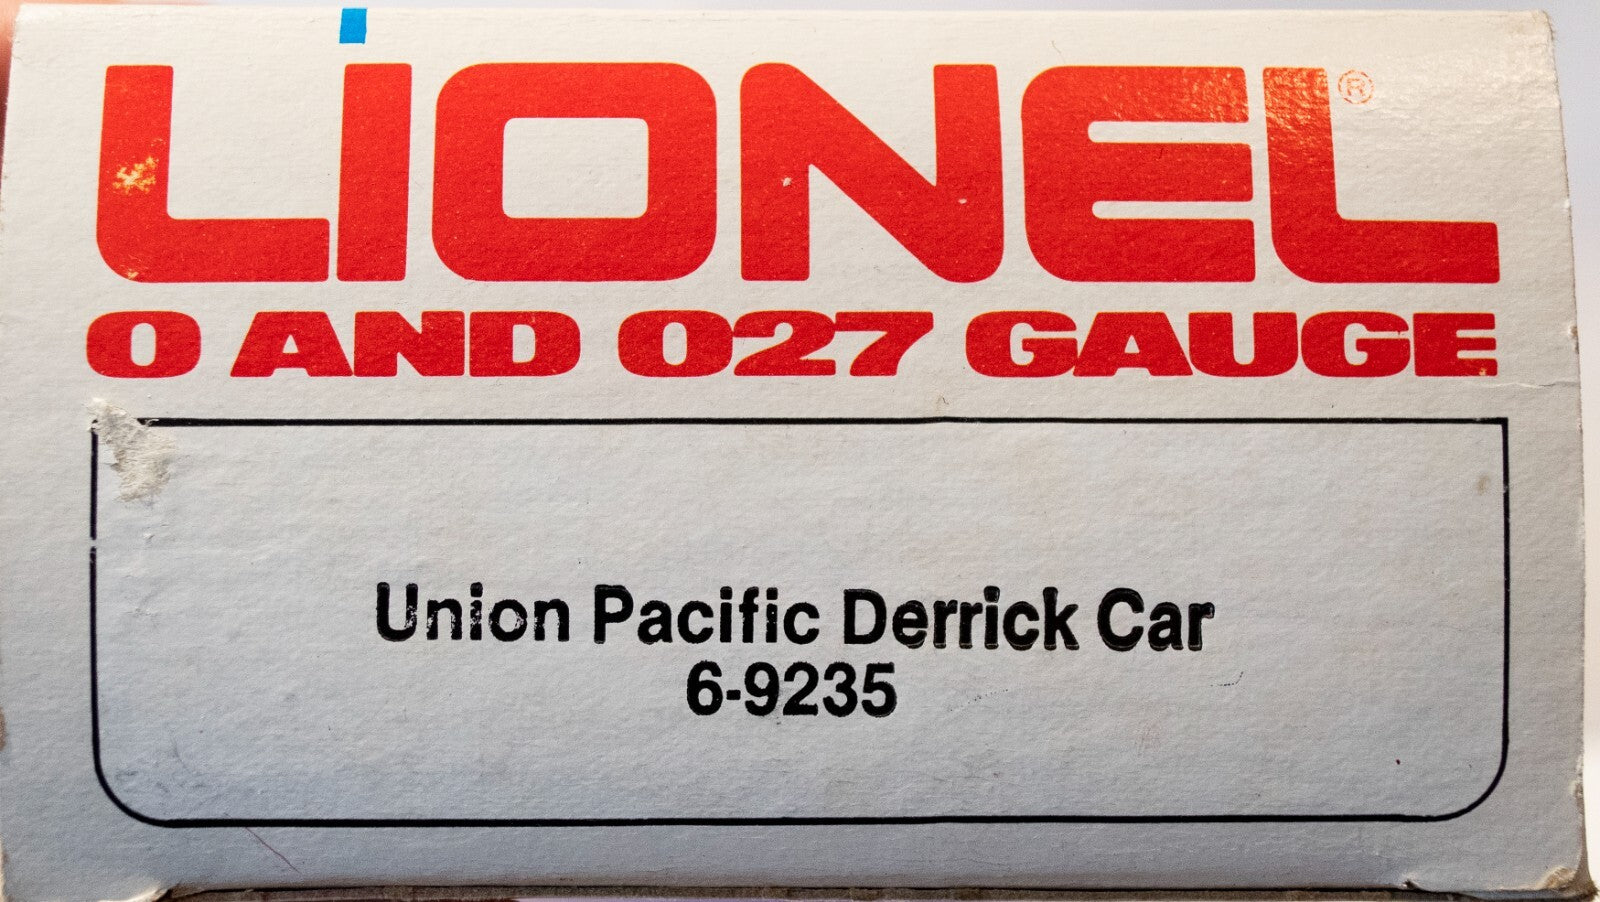 LiONEL®
O AND O27 GAUGE
Union Pacific Derrick Car
6-9235